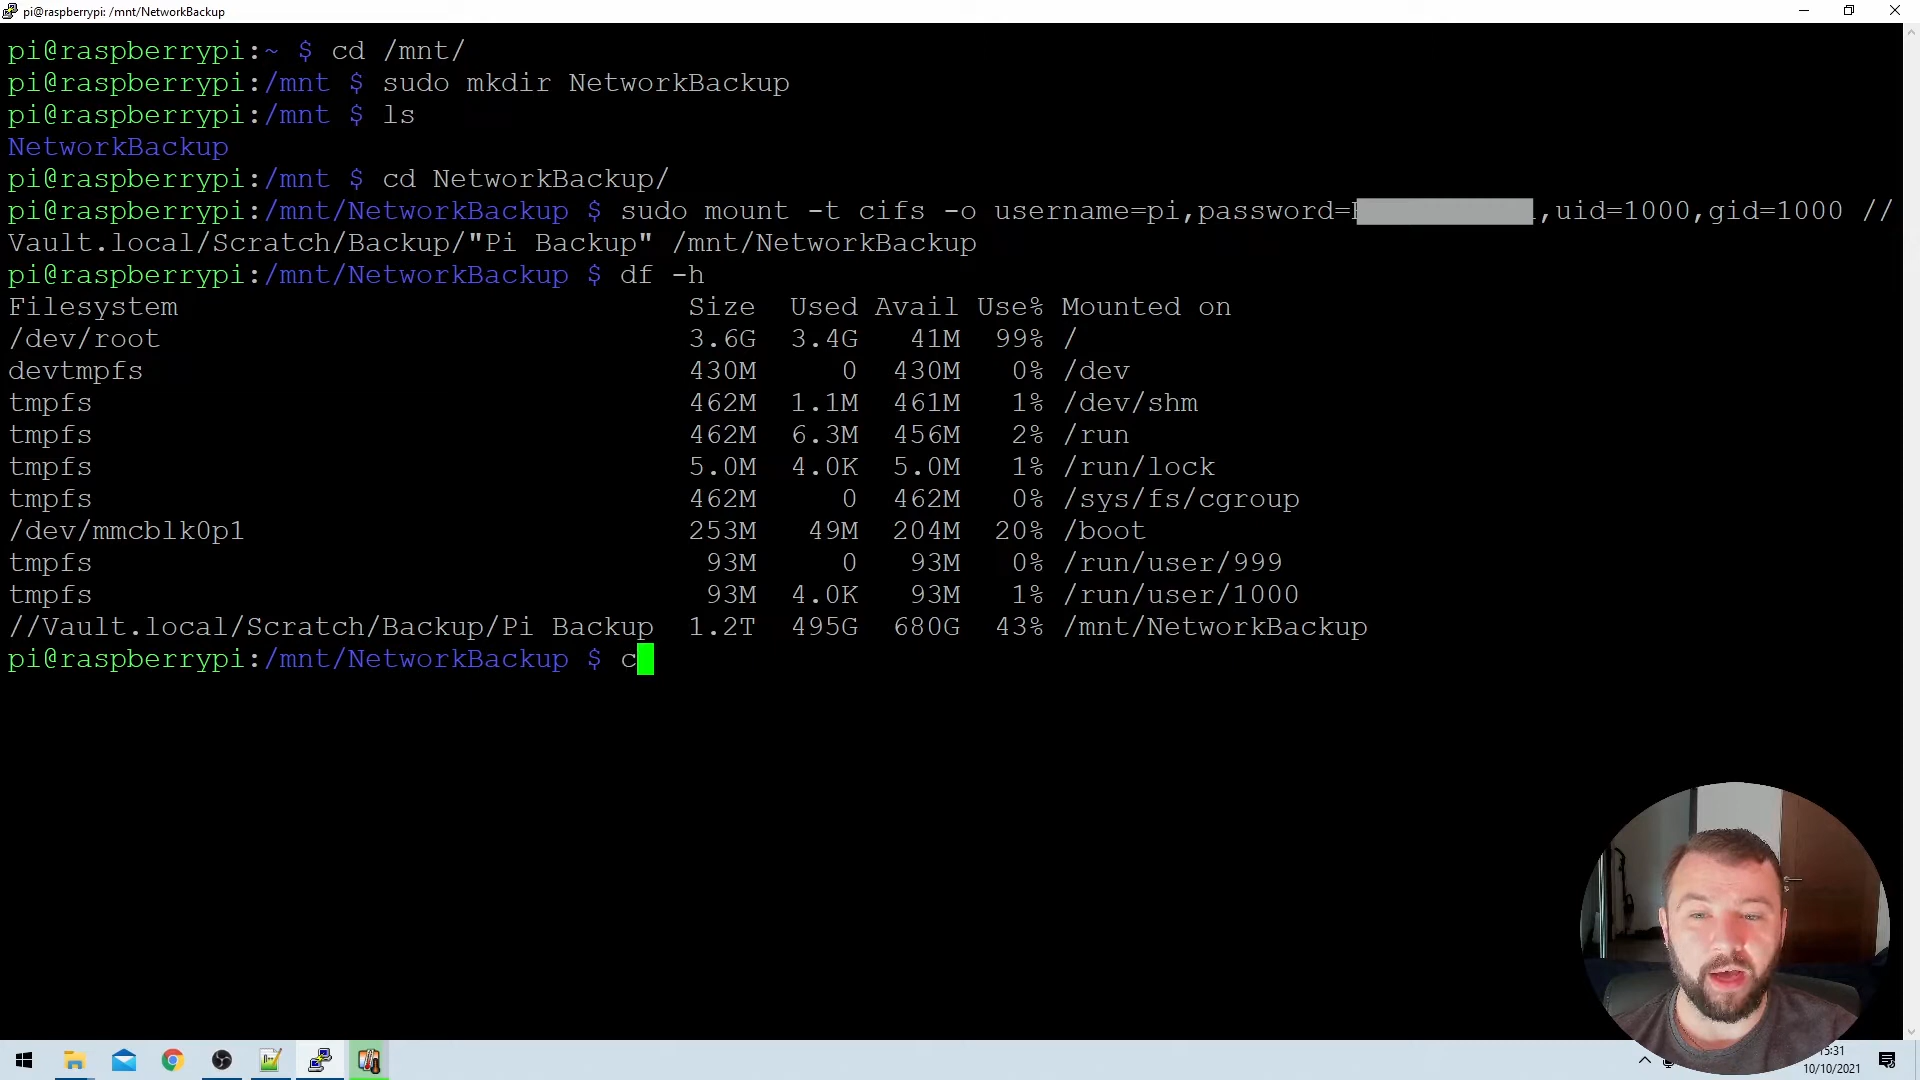 pi@raspberrypi: /mnt/NetworkBackup
pi@raspberrypi:~ $ cd /mnt/
pi@raspberrypi:/mnt $ sudo mkdir NetworkBackup
pi@raspberrypi:/mnt $ ls
NetworkBackup
pi@raspberrypi:/mnt $ cd NetworkBackup/
pi@raspberrypi:/mnt/NetworkBackup $ sudo mount -t cifs -o username=pi,password= ,uid=1000,gid=1000 //
Vault.local/Scratch/Backup/"Pi Backup" /mnt/NetworkBackup
pi@raspberrypi:/mnt/NetworkBackup $ df -h
Filesystem Size Used Avail Use% Mounted on
/dev/root 3.6G 3.4G 41M 99% /
devtmpfs 430M 0 430M 0% /dev
tmpfs 462M 1.1M 461M 1% /dev/shm
tmpfs 462M 6.3M 456M 2% /run
tmpfs 5.0M 4.0K 5.0M 1% /run/lock
tmpfs 462M 0 462M 0% /sys/fs/cgroup
/dev/mmcblk0p1 253M 49M 204M 20% /boot
tmpfs 93M 0 93M 0% /run/user/999
tmpfs 93M 4.0K 93M 1% /run/user/1000
//Vault.local/Scratch/Backup/Pi Backup 1.2T 495G 680G 43% /mnt/NetworkBackup
pi@raspberrypi:/mnt/NetworkBackup $ c
15:31
10/10/2021